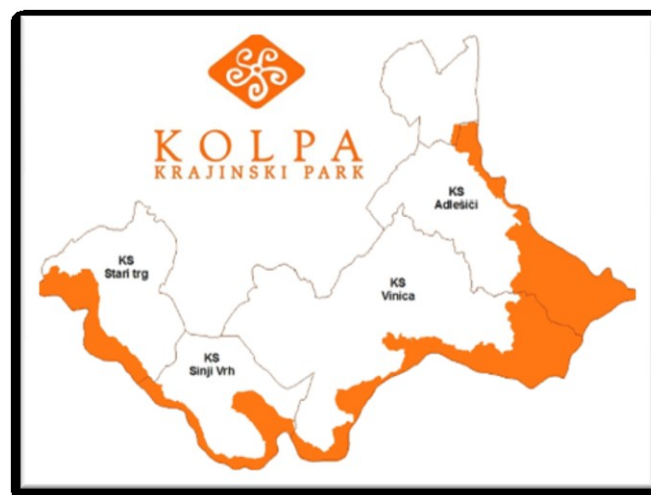 KOLPA
KRAJINSKI PARK
KS
Adlešiči
KS
Stari trg
KS
Vinica
KS
Sinji Vrh